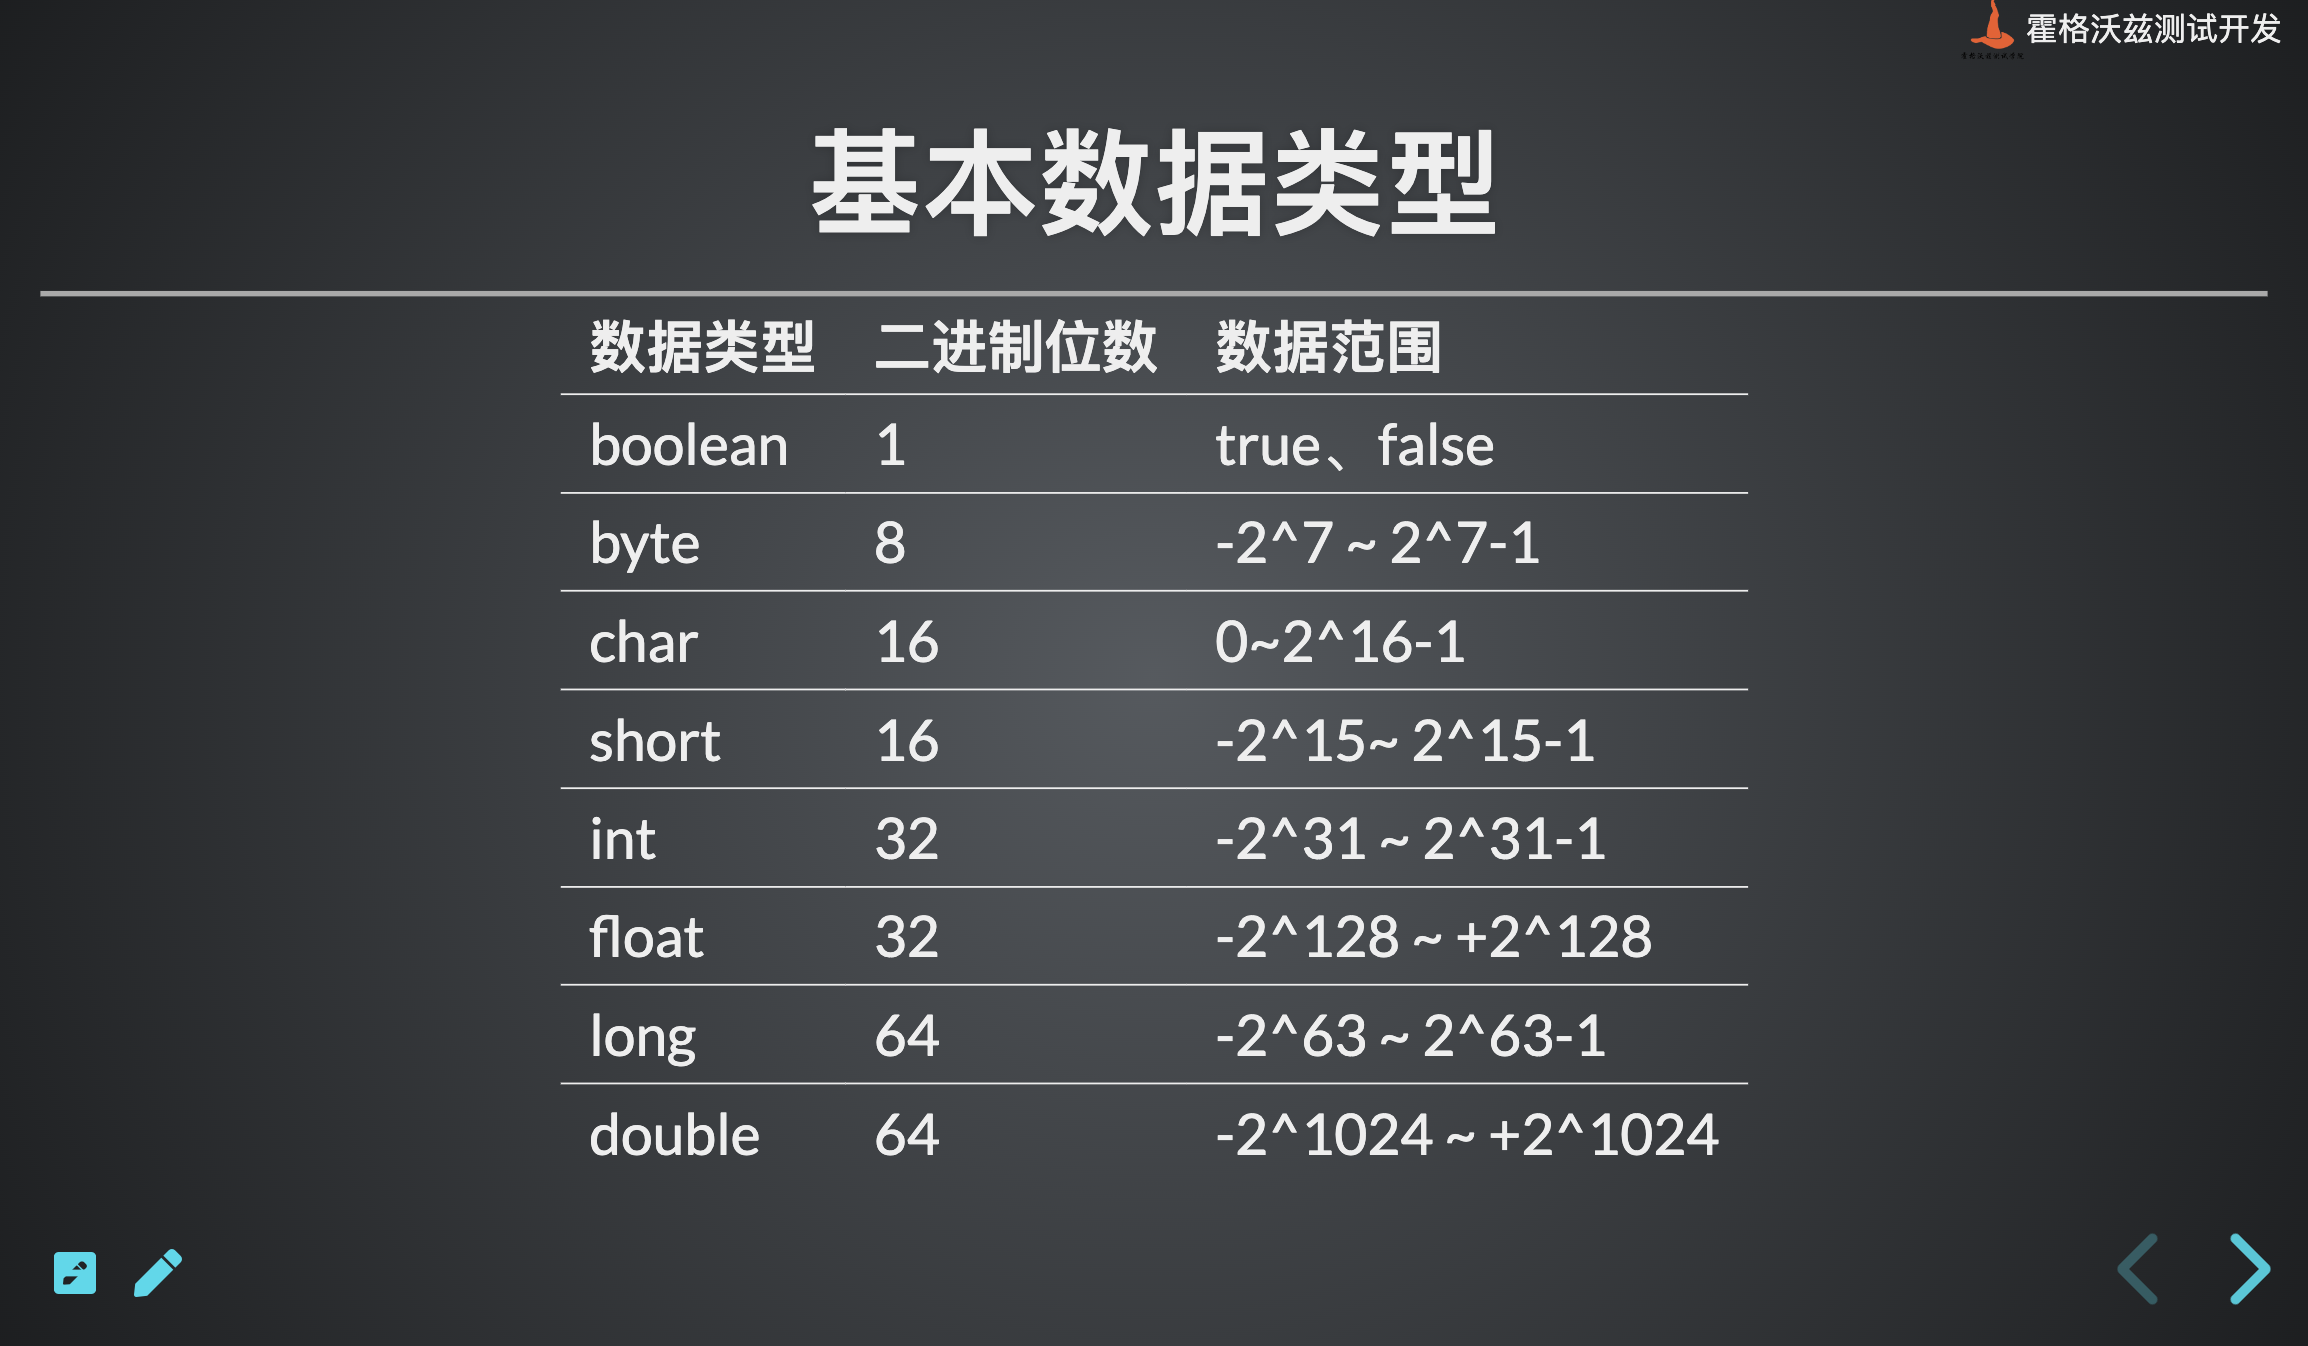 霍格沃兹测试开发
基本数据类型
数据类型 二进制位数 数据范围
boolean 1 true、false
byte 8 -2^7 ~ 2^7-1
char 16 0~2^16-1
short 16 -2^15~ 2^15-1
int 32 -2^31 ~ 2^31-1
float 32 -2^128 ~ +2^128
long 64 -2^63 ~ 2^63-1
double 64 -2^1024 ~ +2^1024